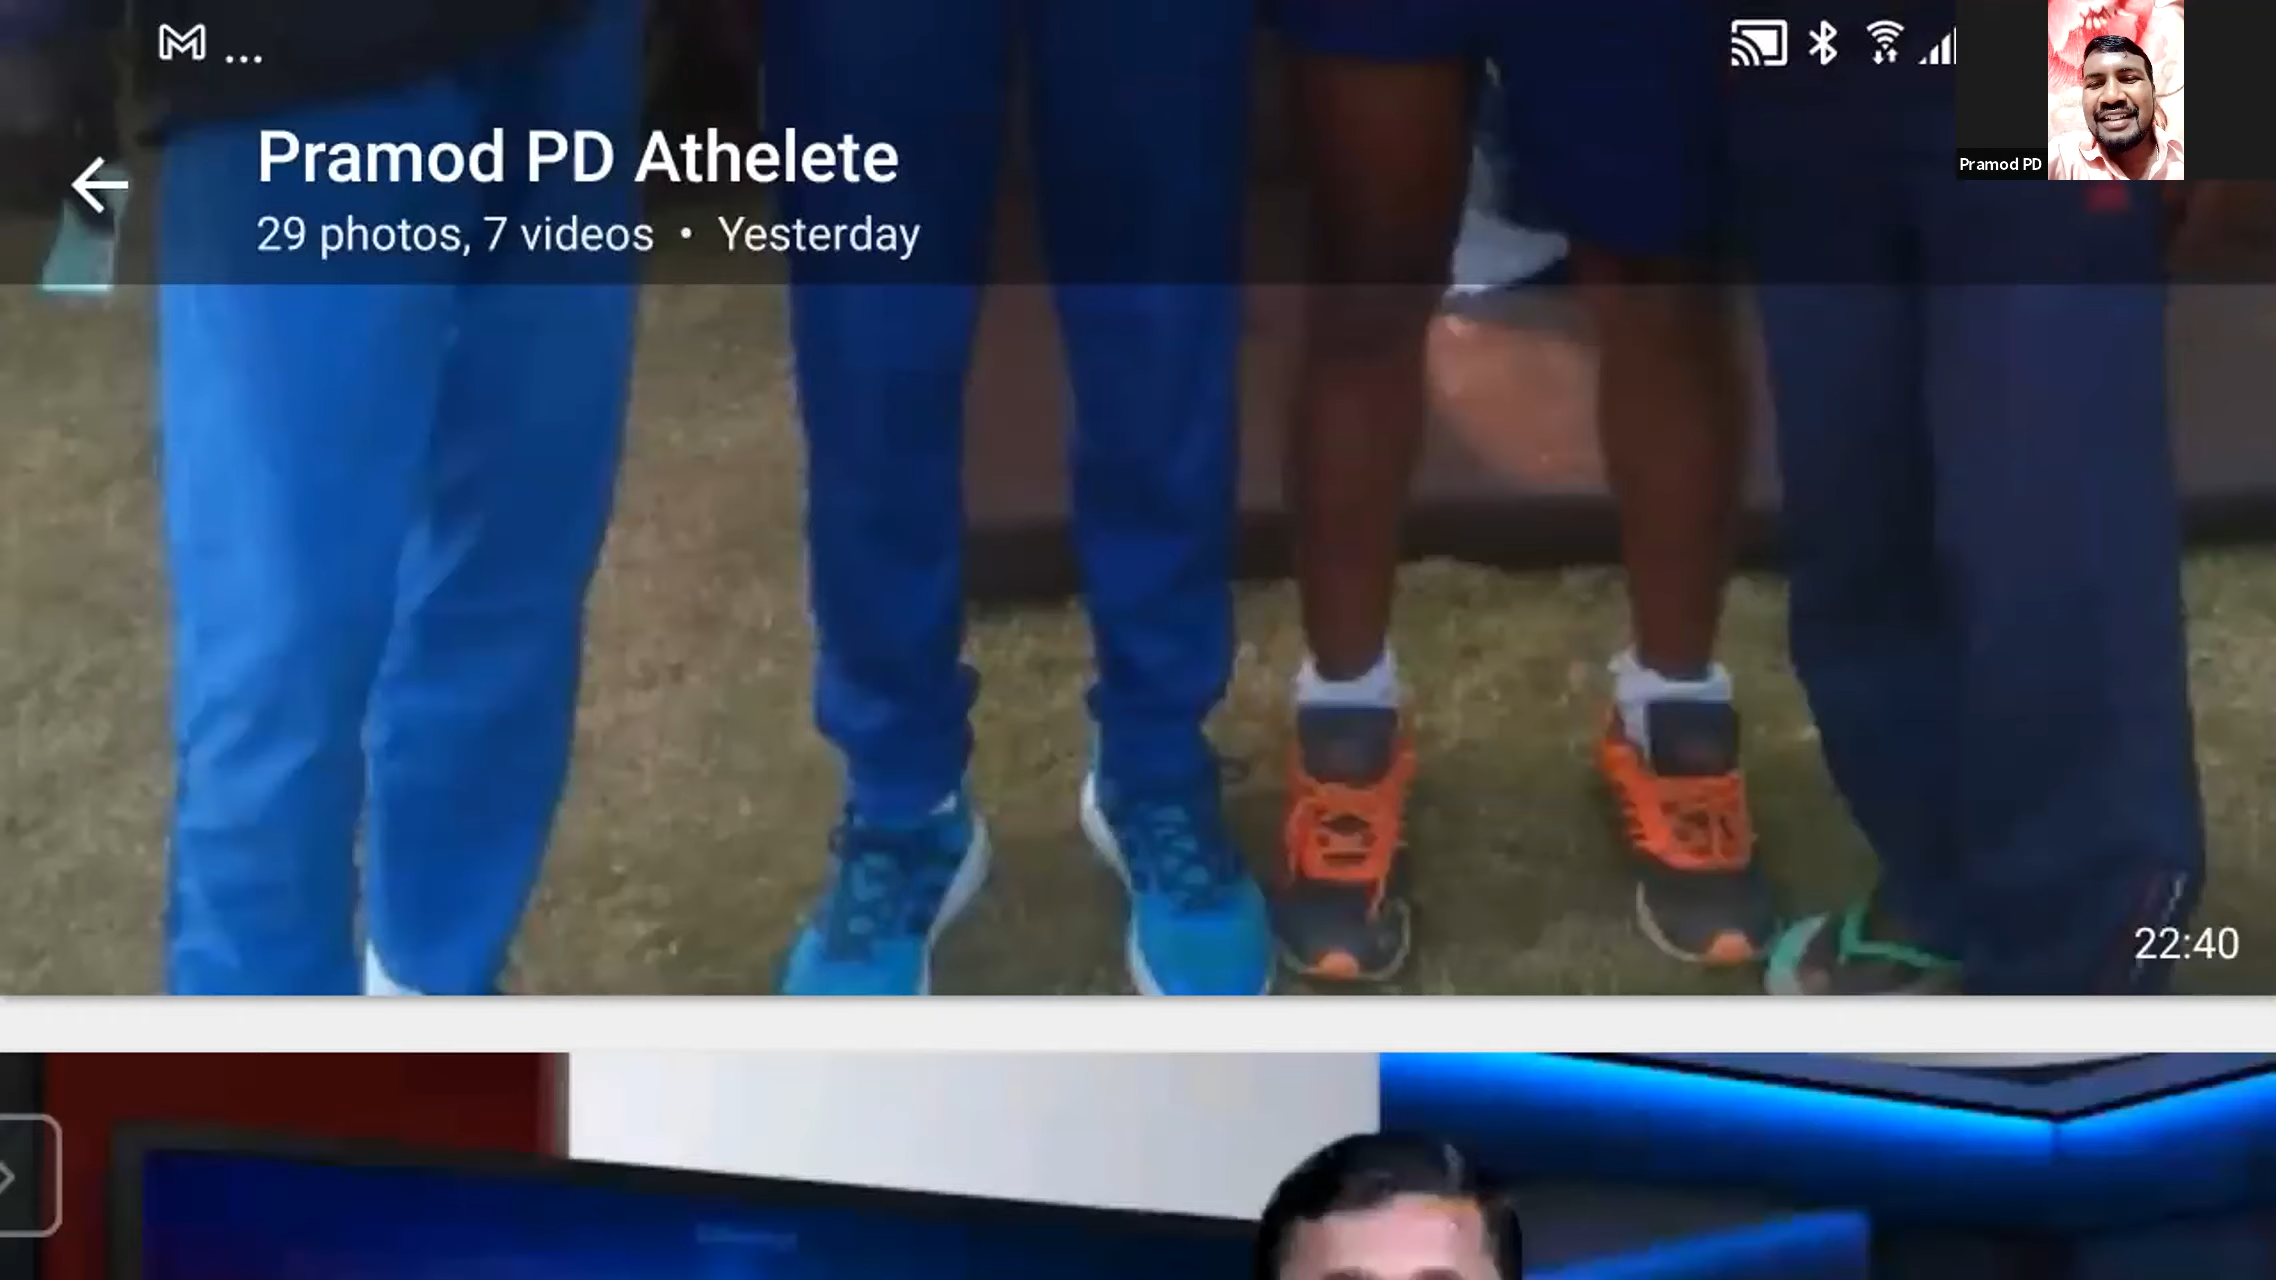 ...
Pramod PD Athelete
29 photos, 7 videos • Yesterday
Pramod PD
22:40